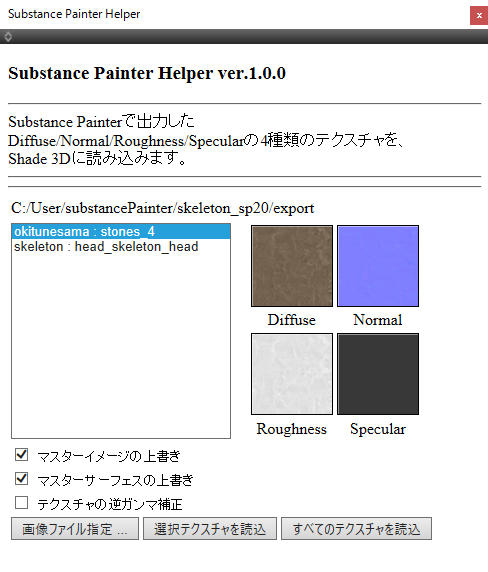 Substance Painter Helper
Substance Painter Helper ver.1.0.0
Substance Painterで出力した
Diffuse/Normal/Roughness/Specularの4種類のテクスチャを、
Shade 3Dに読み込みます。
C:/User/substancePainter/skeleton_sp20/export
okitunesama : stones_4
skeleton : head_skeleton_head
Diffuse
Normal
Roughness
Specular
マスターイメージの上書き
マスターサーフェスの上書き
テクスチャの逆ガンマ補正
画像ファイル指定 ...
選択テクスチャを読込
すべてのテクスチャを読込